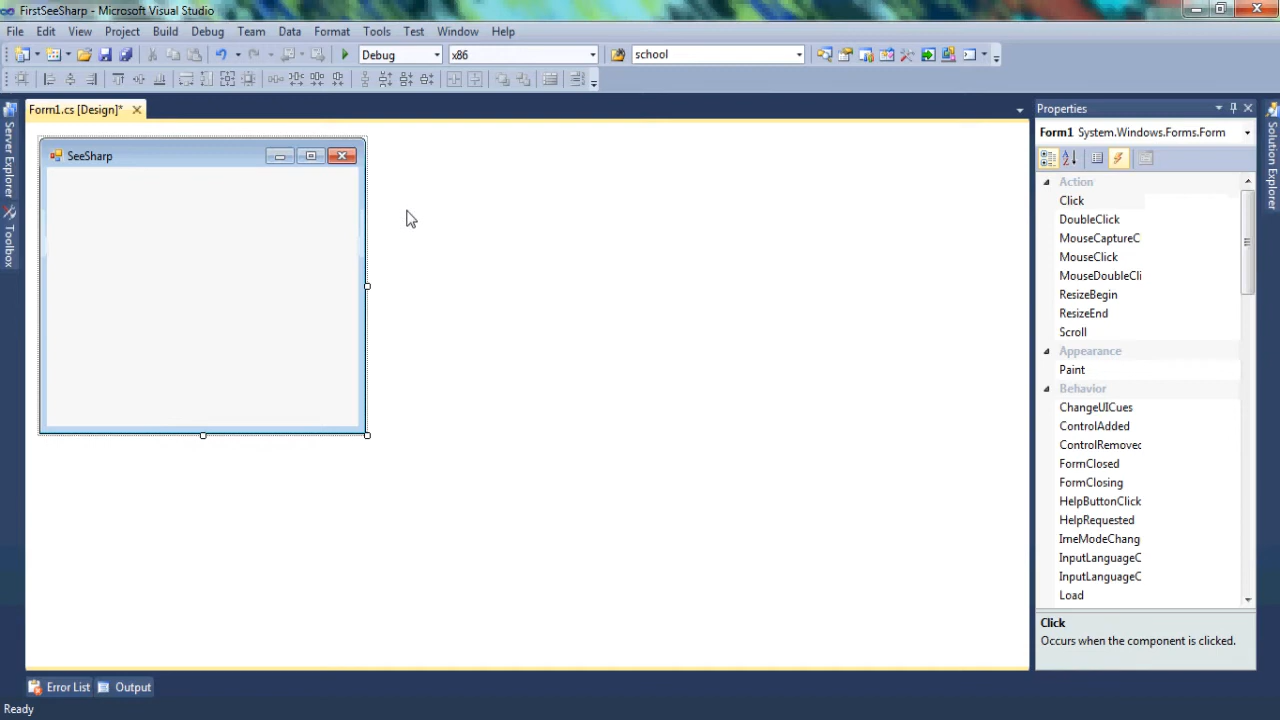 FirstSeeSharp - Microsoft Visual Studio
File Edit View Project Build Debug Team Data Format Tools Test Window Help
Debug x86 school
Form1.cs [Design]*
SeeSharp
Server Explorer
Toolbox
Properties
Form1 System.Windows.Forms.Form
Action
Click
DoubleClick
MouseCaptureC
MouseClick
MouseDoubleCli
ResizeBegin
ResizeEnd
Scroll
Appearance
Paint
Behavior
ChangeUICues
ControlAdded
ControlRemovec
FormClosed
FormClosing
HelpButtonClick
HelpRequested
ImeModeChang
InputLanguageC
InputLanguageC
Load
Click
Occurs when the component is clicked.
Solution Explorer
Error List Output
Ready